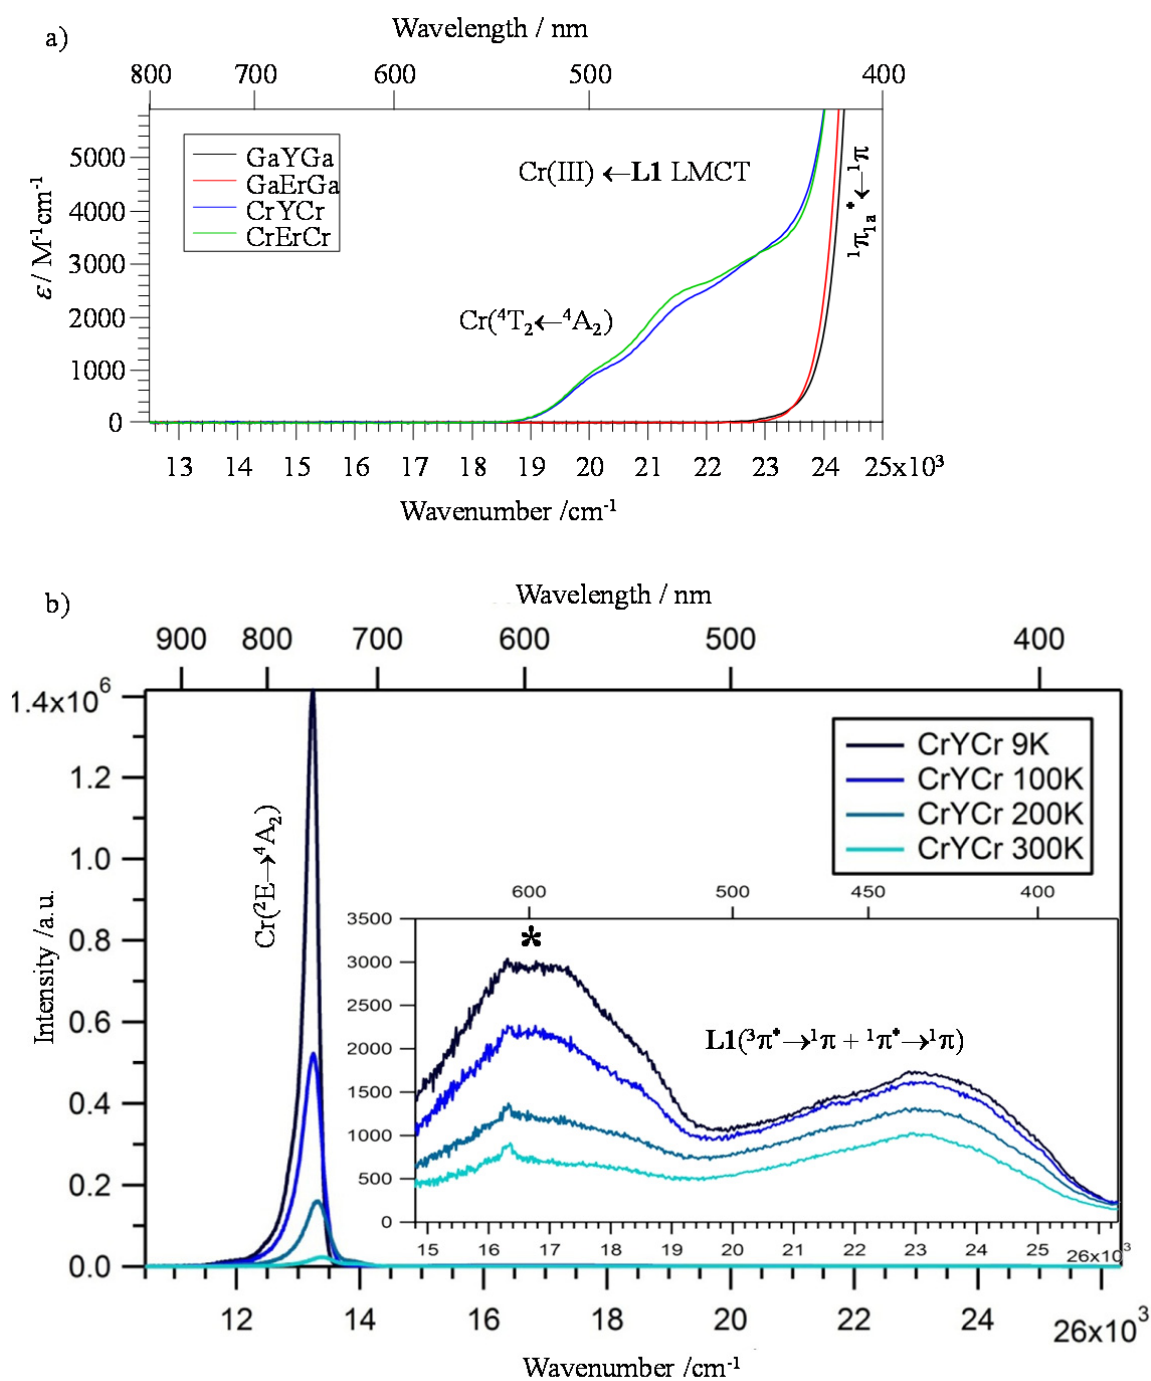 a)
Wavelength / nm
800 700 600 500 400
GaYGa
GaErGa
CrYCr
CrErCr
Cr(III) ←L1 LMCT
Cr(⁴T₂←⁴A₂)
¹π₁ₐ*←¹π
ε / M⁻¹cm⁻¹
5000
4000
3000
2000
1000
0
13 14 15 16 17 18 19 20 21 22 23 24 25x10³
Wavenumber /cm⁻¹
b)
Wavelength / nm
900 800 700 600 500 400
1.4x10⁶
1.2
1.0
0.8
0.6
0.4
0.2
0.0
Intensity /a.u.
Cr(²E→⁴A₂)
CrYCr 9K
CrYCr 100K
CrYCr 200K
CrYCr 300K
600 500 450 400
3500
3000
2500
2000
1500
1000
500
0
*
L1(³π*→¹π + ¹π*→¹π)
15 16 17 18 19 20 21 22 23 24 25 26x10³
12 14 16 18 20 22 24 26x10³
Wavenumber /cm⁻¹